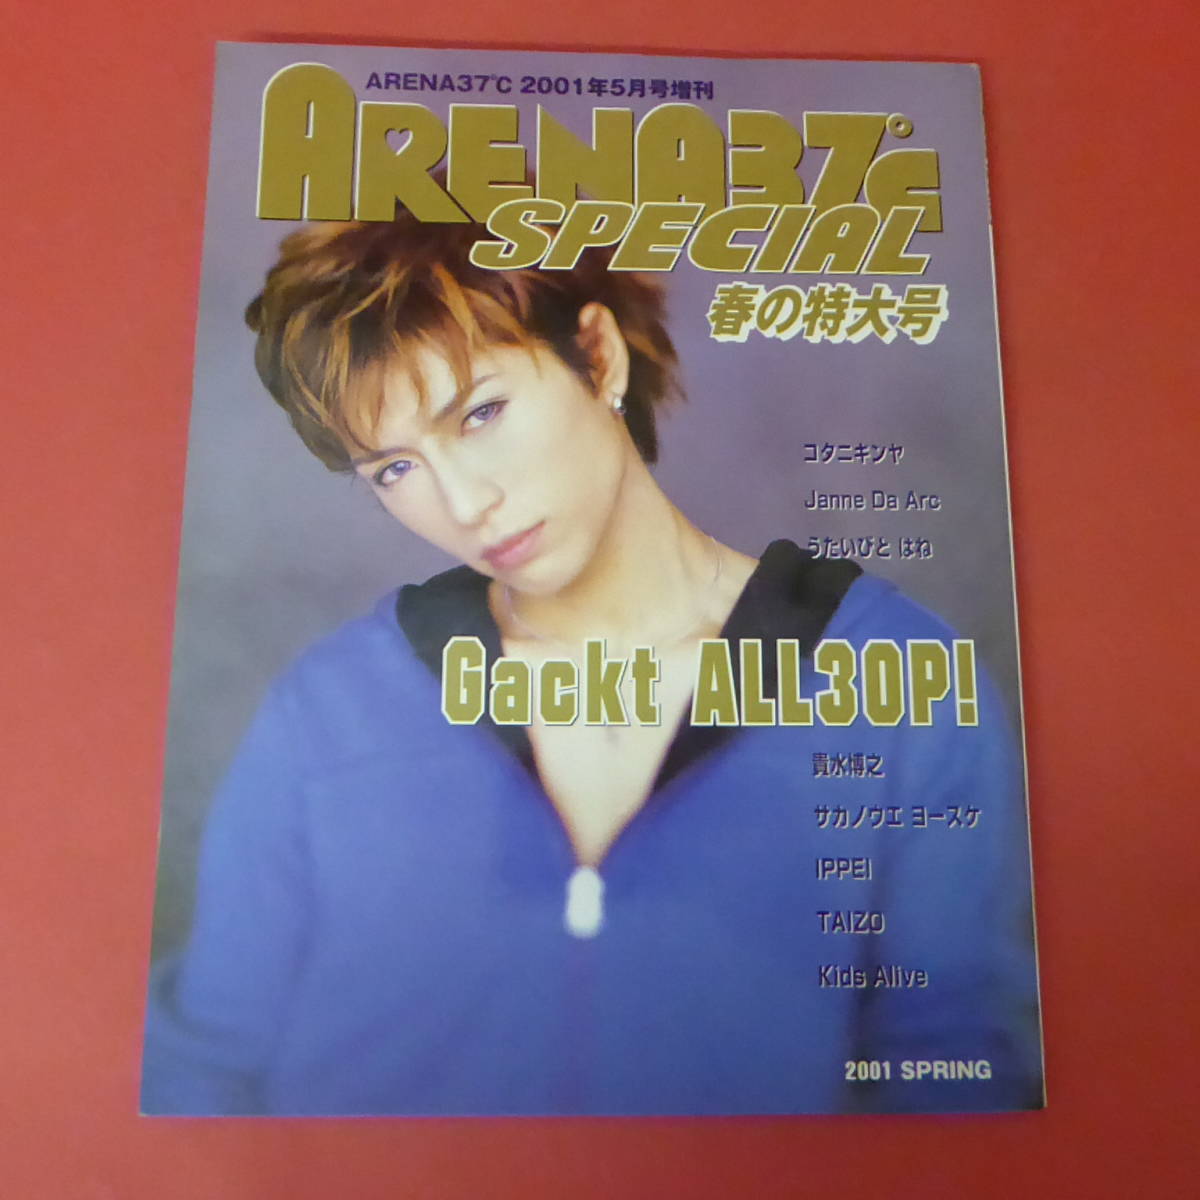 ARENA37℃ 2001年5月号増刊
ARENA37℃
SPECIAL
春の特大号
コタニキンヤ
Janne Da Arc
うたいびと はね
Gackt ALL30P!
貴水博之
サカノウエ ヨースケ
IPPEI
TAIZO
Kids Alive
2001 SPRING